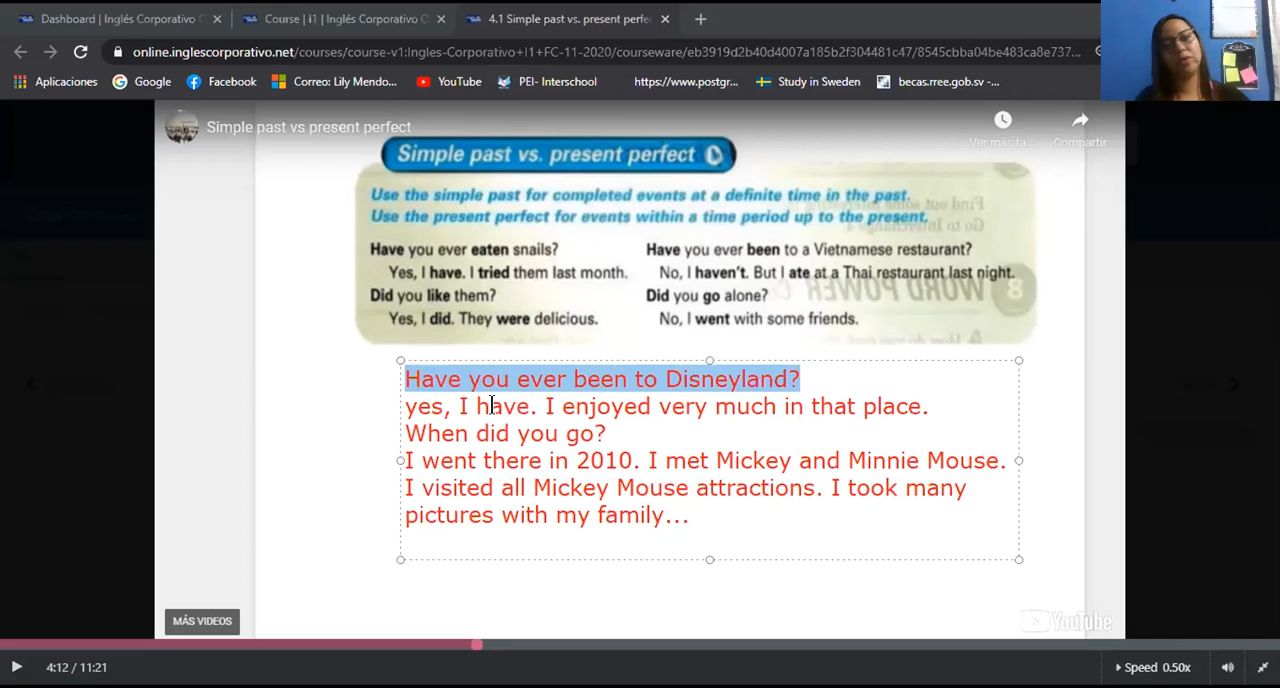 Dashboard | Inglés Corporativo
Course | I1 | Inglés Corporativo
4.1 Simple past vs. present perfe
online.inglescorporativo.net/courses/course-v1:Ingles-Corporativo+I1+FC-11-2020/courseware/eb3919d2b40d4007a185b2f304481c47/8545cbba04be483ca8e737...
Aplicaciones Google Facebook Correo: Lily Mendo... YouTube PEI- Interschool https://www.postgr... Study in Sweden becas.rree.gob.sv -...
Simple past vs present perfect
Compartir
Simple past vs. present perfect
Use the simple past for completed events at a definite time in the past.
Use the present perfect for events within a time period up to the present.
Have you ever eaten snails?
Yes, I have. I tried them last month.
Did you like them?
Yes, I did. They were delicious.
Have you ever been to a Vietnamese restaurant?
No, I haven't. But I ate at a Thai restaurant last night.
Did you go alone?
No, I went with some friends.
WORD POWER
8
Have you ever been to Disneyland?
yes, I have. I enjoyed very much in that place.
When did you go?
I went there in 2010. I met Mickey and Minnie Mouse.
I visited all Mickey Mouse attractions. I took many
pictures with my family...
MÁS VIDEOS
YouTube
4:12 / 11:21
Speed 0.50x